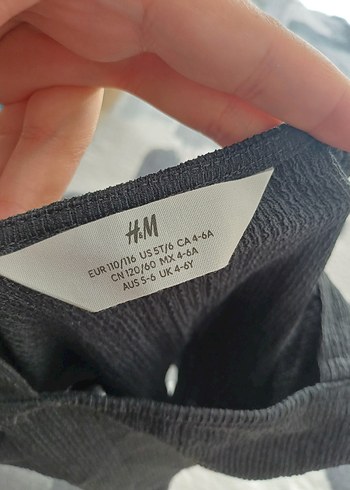 H&M
EUR 110/116 US 5T/6 CA 4-6A
CN 120/60 MX 4-6A
AUS 5-6 UK 4-6Y